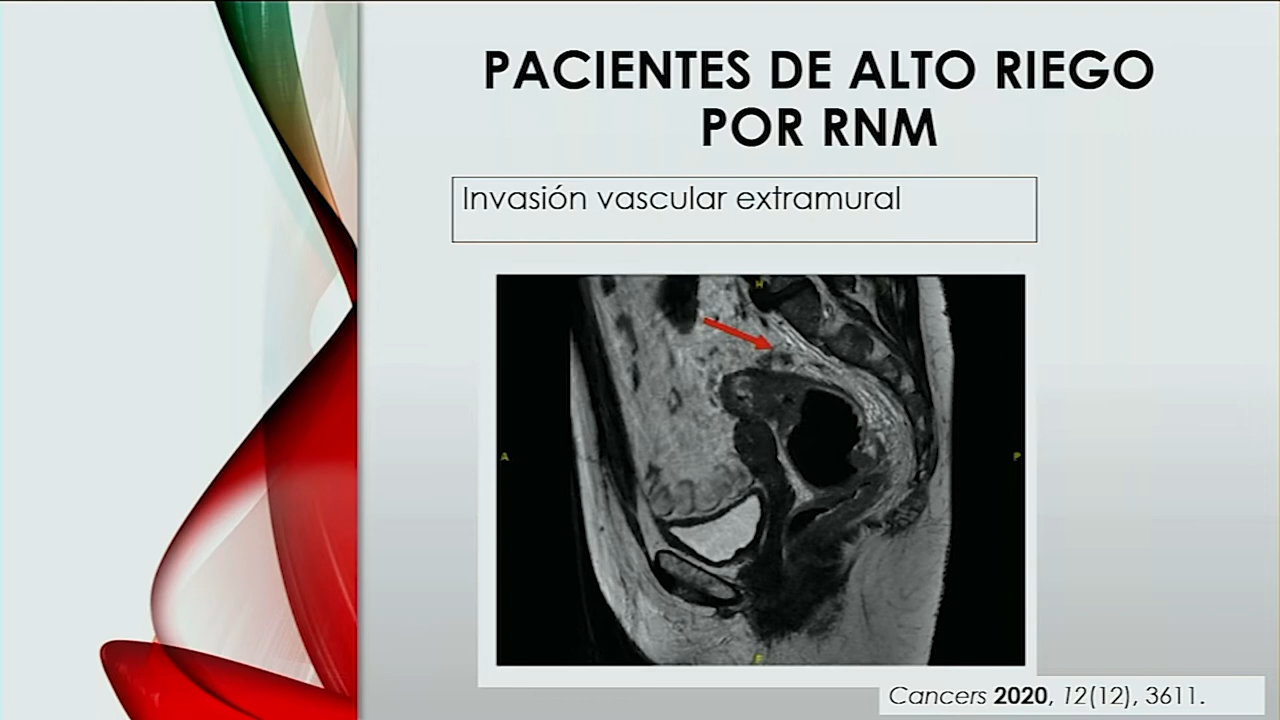 PACIENTES DE ALTO RIEGO
POR RNM
Invasión vascular extramural
H
A
P
F
Cancers 2020, 12(12), 3611.